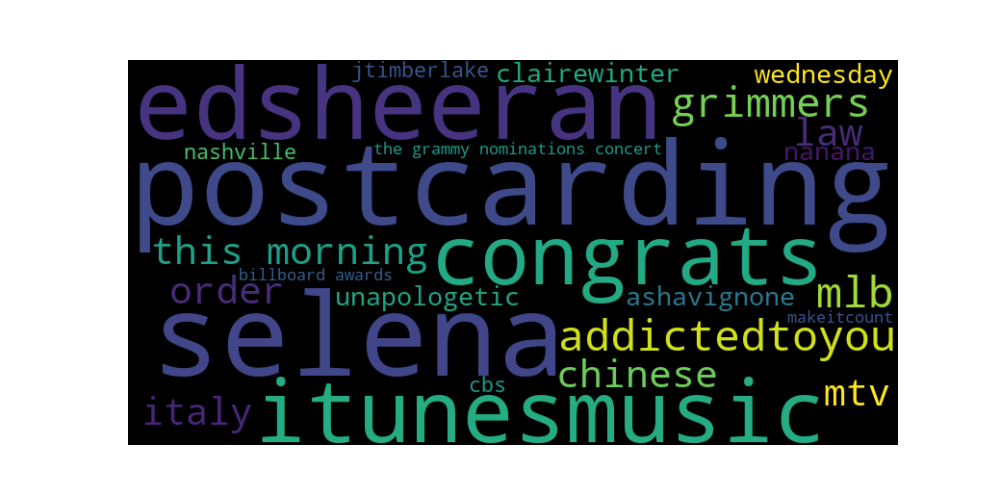 jtimberlake clairewinter wednesday
edsheeran grimmers
law
nashville the grammy nominations concert nanana
postcarding
this morning congrats
billboard awards
order unapologetic ashavignone mlb
makeitcount
selena addictedtoyou
chinese
cbs mtv
italy itunesmusic